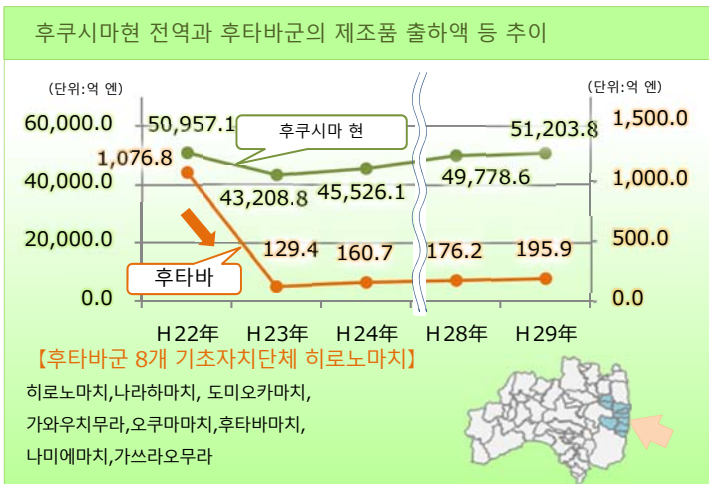 후쿠시마현 전역과 후타바군의 제조품 출하액 등 추이
(단위:억 엔)
(단위:억 엔)
60,000.0
50,957.1
후쿠시마 현
51,203.8
1,500.0
1,076.8
40,000.0
43,208.8
45,526.1
49,778.6
1,000.0
20,000.0
129.4
160.7
176.2
195.9
500.0
후타바
0.0
0.0
H22年
H23年
H24年
H28年
H29年
【후타바군 8개 기초자치단체 히로노마치】
히로노마치,나라하마치, 도미오카마치,
가와우치무라,오쿠마마치,후타바마치,
나미에마치,가쓰라오무라